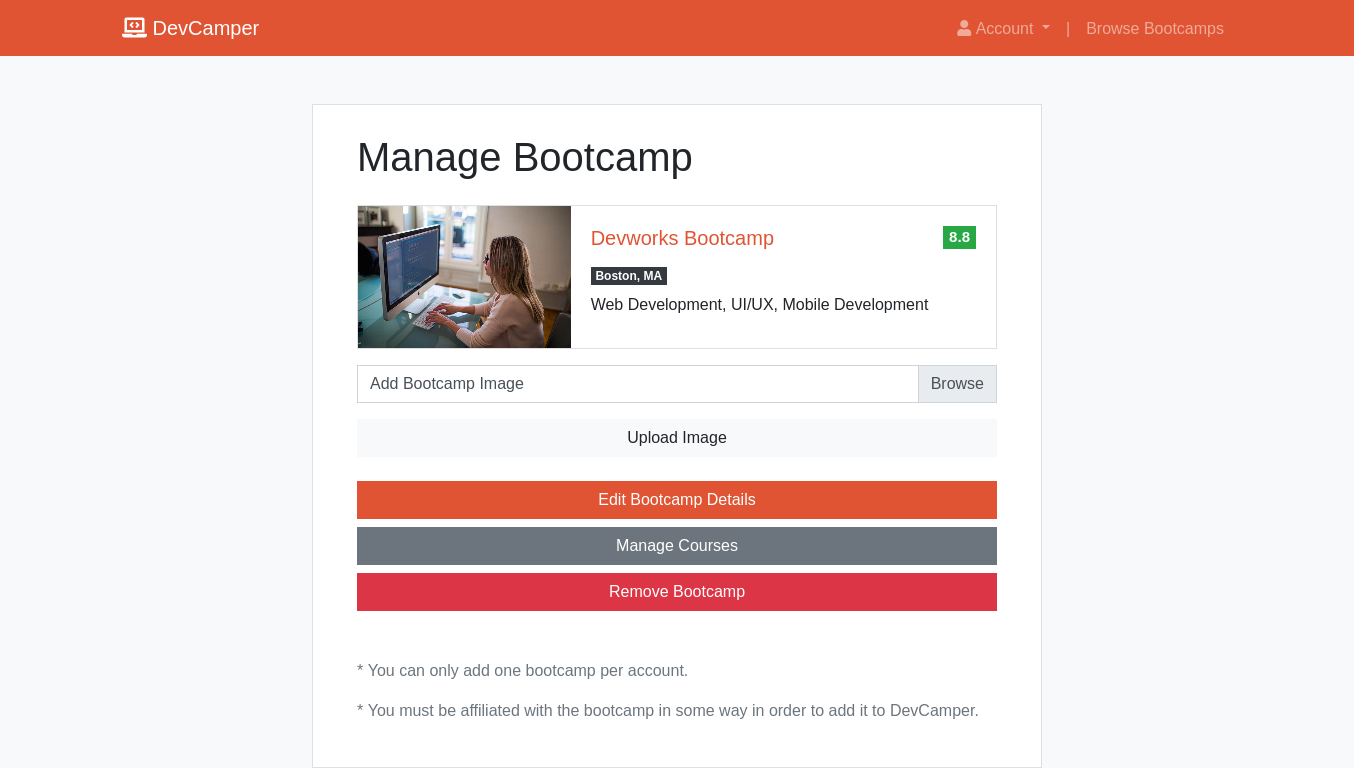 DevCamper
Account | Browse Bootcamps
Manage Bootcamp
Devworks Bootcamp 8.8
Boston, MA
Web Development, UI/UX, Mobile Development
Add Bootcamp Image Browse
Upload Image
Edit Bootcamp Details
Manage Courses
Remove Bootcamp
* You can only add one bootcamp per account.
* You must be affiliated with the bootcamp in some way in order to add it to DevCamper.